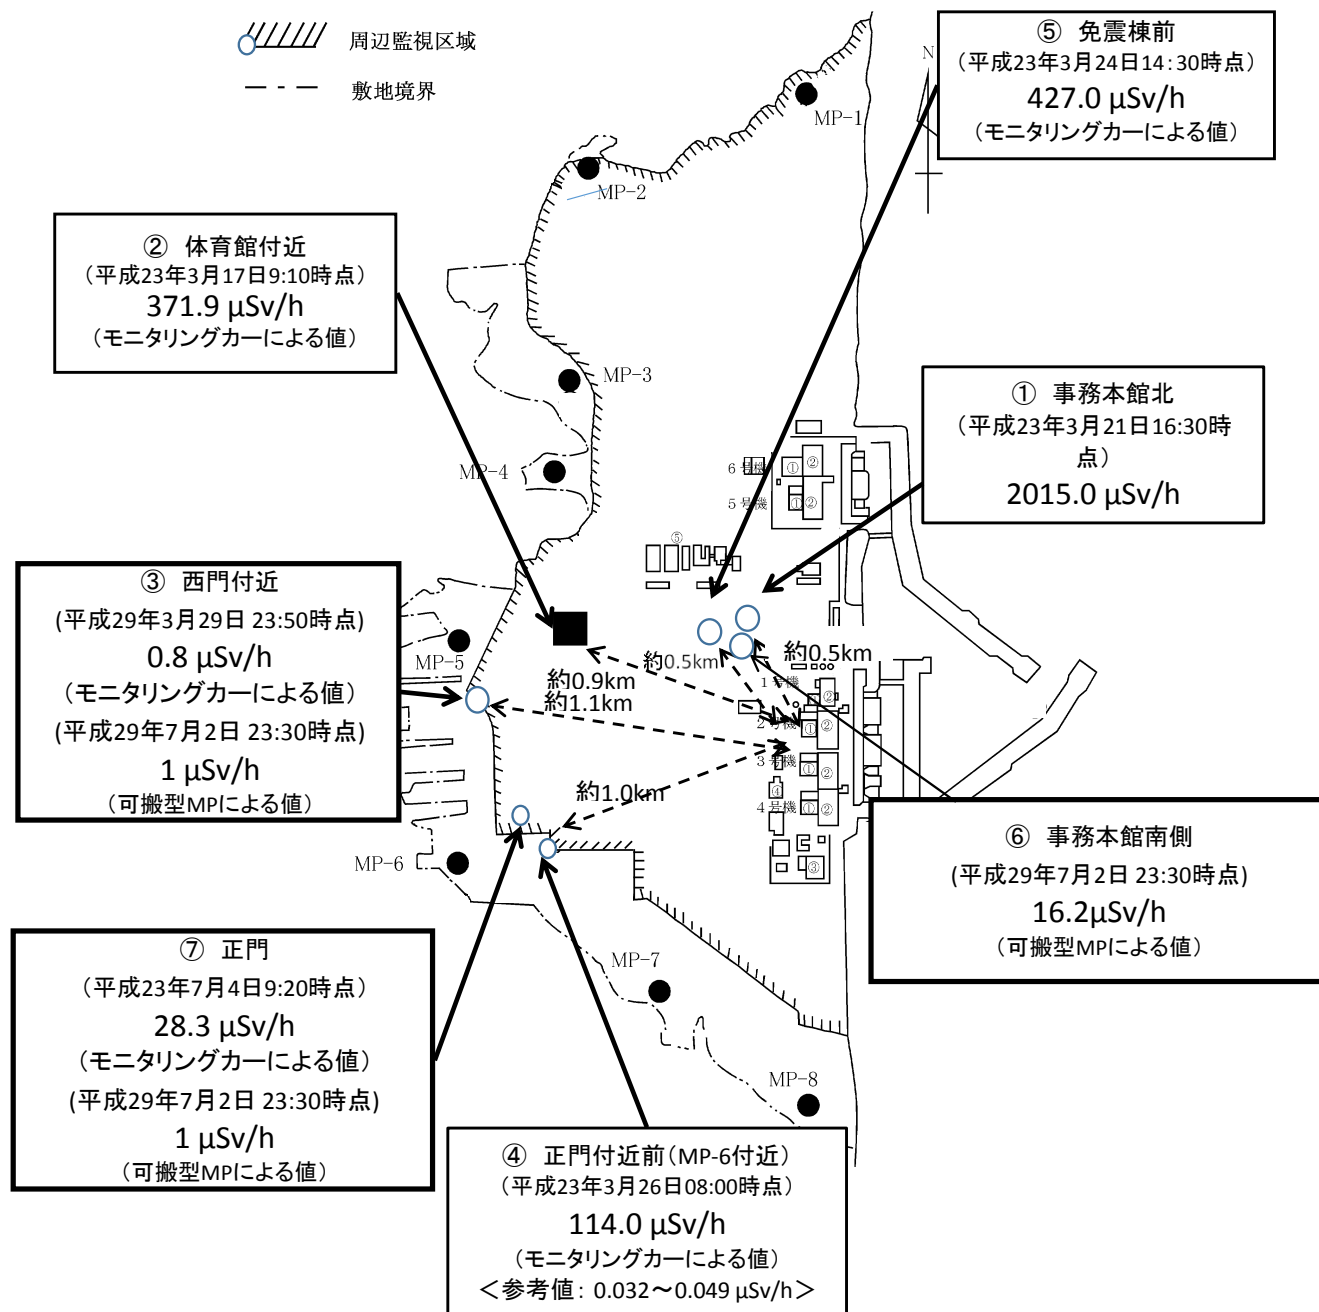 周辺監視区域
敷地境界
⑤ 免震棟前
(平成23年3月24日14:30時点)
427.0 μSv/h
(モニタリングカーによる値)
N
MP-1
MP-2
② 体育館付近
(平成23年3月17日9:10時点)
371.9 μSv/h
(モニタリングカーによる値)
MP-3
① 事務本館北
(平成23年3月21日16:30時
点)
2015.0 μSv/h
MP-4
6号機
① ②
5号機
① ②
⑤
③ 西門付近
(平成29年3月29日 23:50時点)
0.8 μSv/h
(モニタリングカーによる値)
(平成29年7月2日 23:30時点)
1 μSv/h
(可搬型MPによる値)
MP-5
約0.5km
約0.5km
約0.9km
約1.1km
1号機
②
2号機
① ②
3号機
① ②
④
約1.0km
4号機
① ②
③
MP-6
⑥ 事務本館南側
(平成29年7月2日 23:30時点)
16.2μSv/h
(可搬型MPによる値)
⑦ 正門
(平成23年7月4日9:20時点)
28.3 μSv/h
(モニタリングカーによる値)
(平成29年7月2日 23:30時点)
1 μSv/h
(可搬型MPによる値)
MP-7
MP-8
④ 正門付近前(MP-6付近)
(平成23年3月26日08:00時点)
114.0 μSv/h
(モニタリングカーによる値)
<参考値: 0.032~0.049 μSv/h>